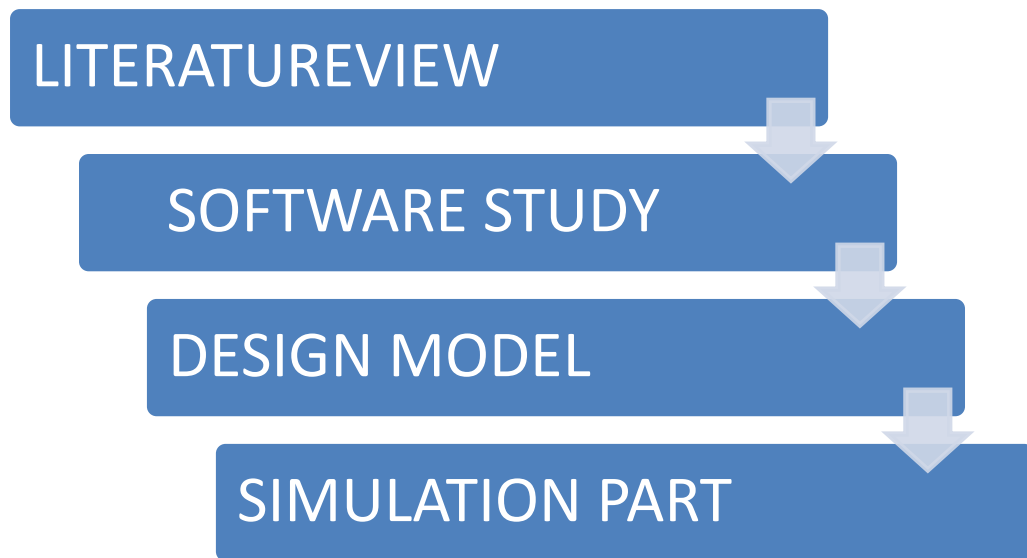 LITERATUREVIEW
SOFTWARE STUDY
DESIGN MODEL
SIMULATION PART